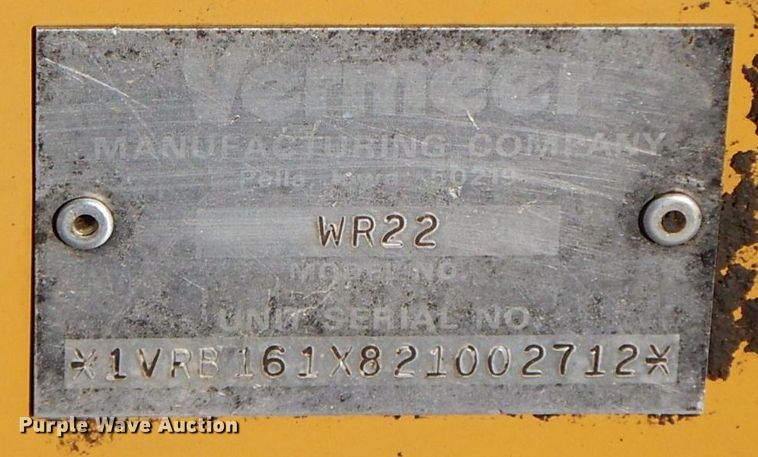 Vermeer
MANUFACTURING COMPANY
Pella, Iowa 50219
WR22
MODEL NO.
UNIT SERIAL NO.
*1VRB161X821002712*
Purple Wave Auction